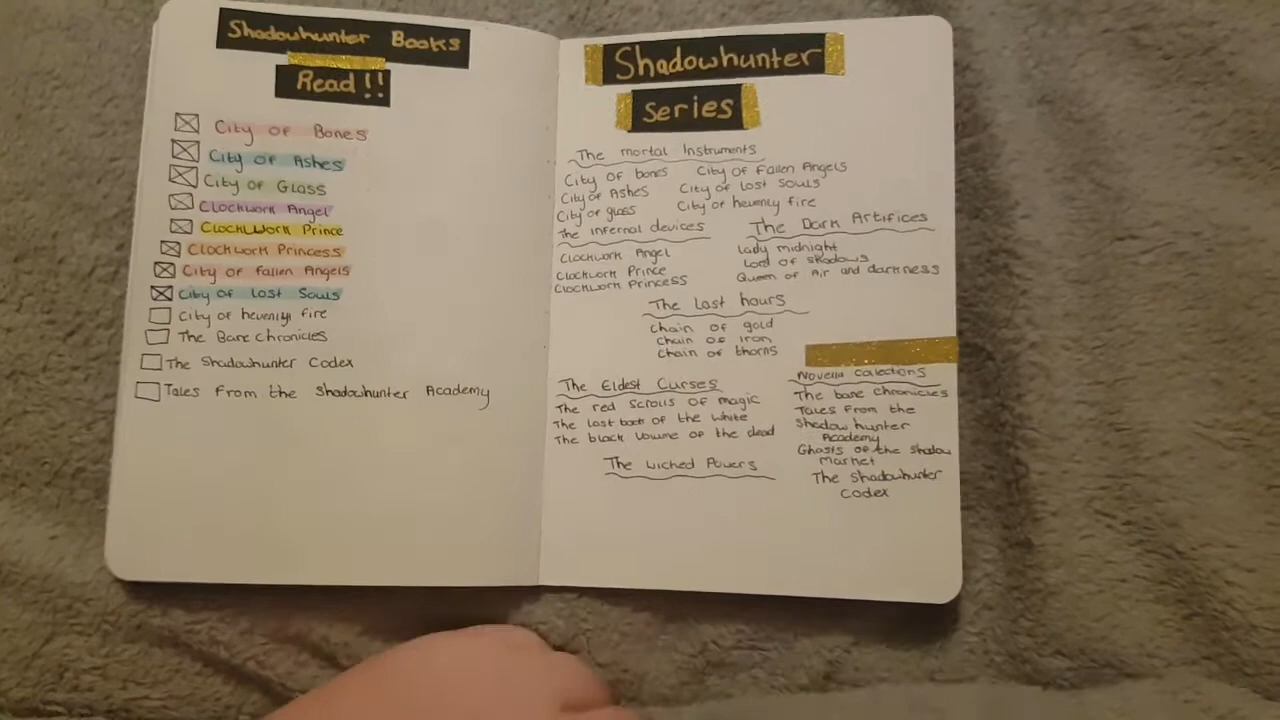 Shadowhunter Books
Read!!
City of Bones
City of Ashes
City of Glass
Clockwork Angel
Clockwork Prince
Clockwork Princess
City of fallen Angels
City of lost Souls
City of hevenly fire
The Bane chronicles
The Shadowhunter Codex
Tales From the Shadowhunter Academy
Shadowhunter
Series
The mortal Instruments
City of bones City of Fallen Angels
City of Ashes City of lost souls
City of glass City of hevenly fire
The infernal devices
Clockwork Angel
Clockwork Prince
Clockwork Princess
The Dark Artifices
lady midnight
Lord of shadows
Queen of Air and darkness
The Last hours
Chain of gold
Chain of iron
Chain of thorns
The Eldest Curses
The red Scrolls of magic
The lost book of the white
The black volume of the dead
The wicked Powers
Novella calections
The bane chronicles
Tales From the
Shadow hunter
Academy
Ghosts of the Shadow
Market
The Shadowhunter
Codex